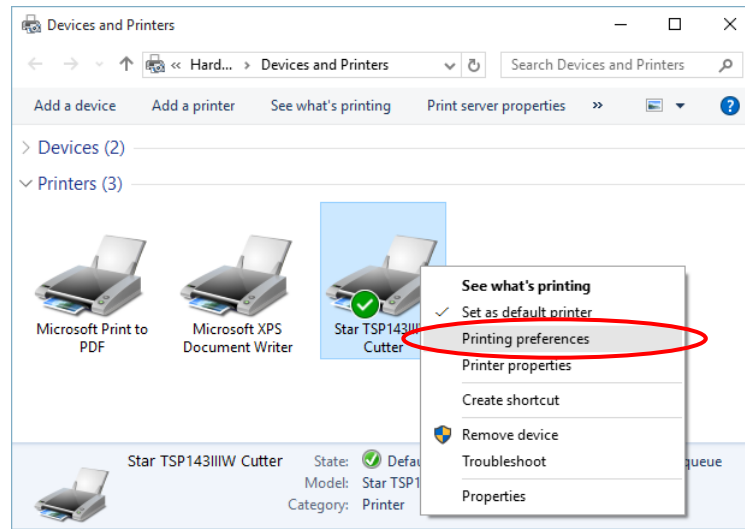 Devices and Printers
« Hard... › Devices and Printers
Search Devices and Printers
Add a device Add a printer See what's printing Print server properties »
Devices (2)
Printers (3)
Microsoft Print to
PDF
Microsoft XPS
Document Writer
Star TSP143III
Cutter
See what's printing
Set as default printer
Printing preferences
Printer properties
Create shortcut
Remove device
Troubleshoot
Properties
Star TSP143IIIW Cutter State: Defau queue
Model: Star TSP1
Category: Printer